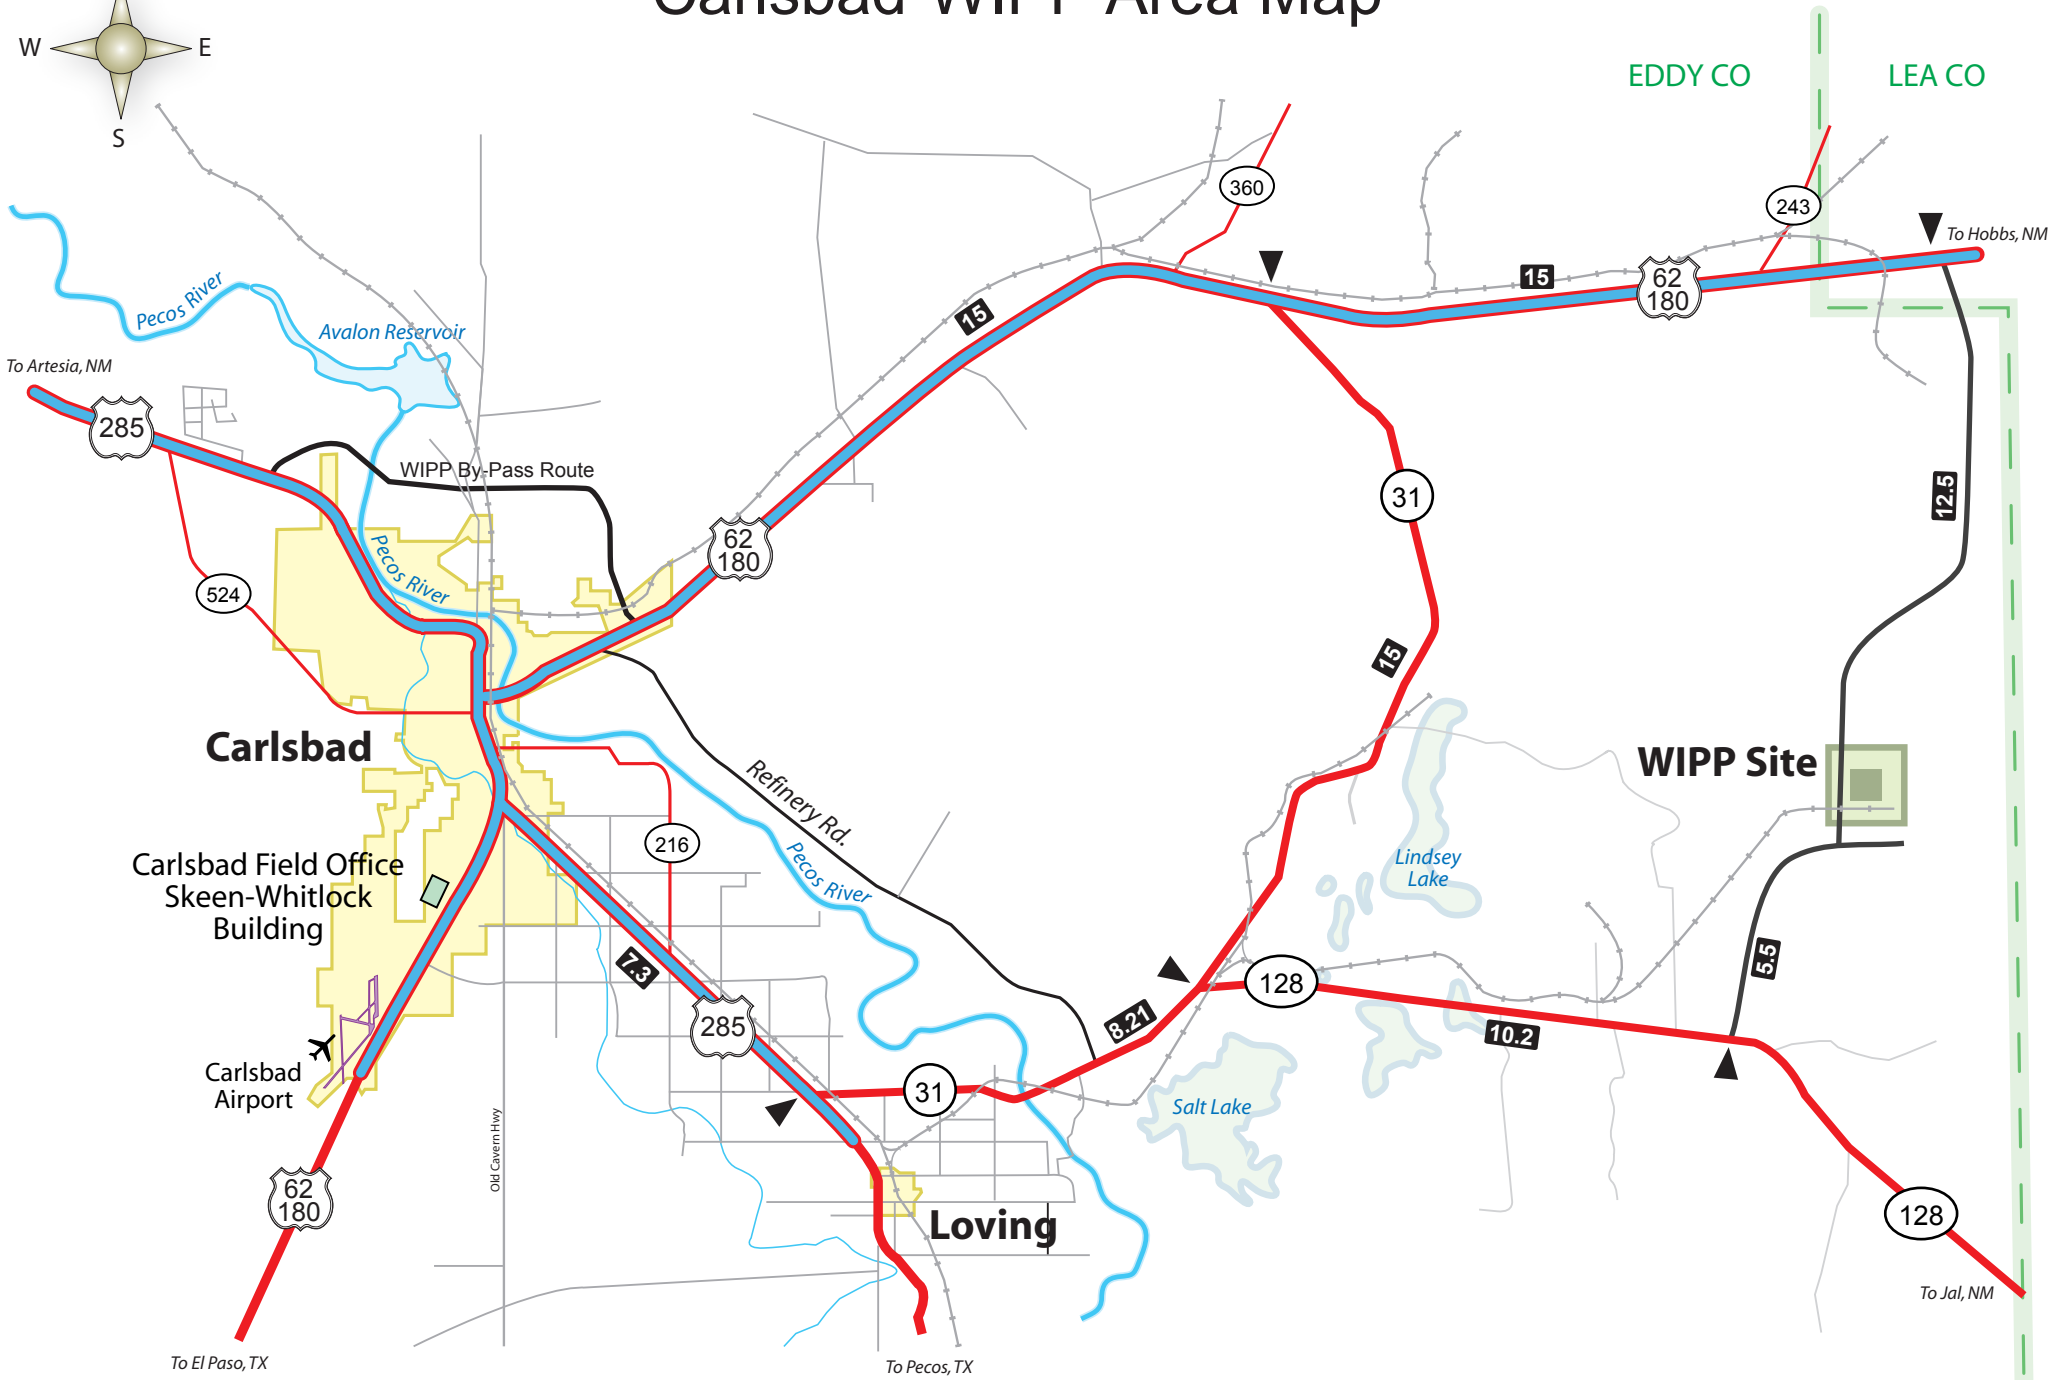 Carlsbad WIPP Area Map
W
E
S
EDDY CO
LEA CO
360
243
To Hobbs, NM
15
62
180
Pecos River
Avalon Reservoir
15
To Artesia, NM
285
WIPP By-Pass Route
31
12.5
62
180
Pecos River
524
15
Carlsbad
WIPP Site
Refinery Rd.
216
Pecos River
Lindsey
Lake
Carlsbad Field Office
Skeen-Whitlock
Building
7.3
5.5
128
285
8.21
10.2
Carlsbad
Airport
31
Salt Lake
Old Cavern Hwy
62
180
Loving
128
To Jal, NM
To El Paso, TX
To Pecos, TX